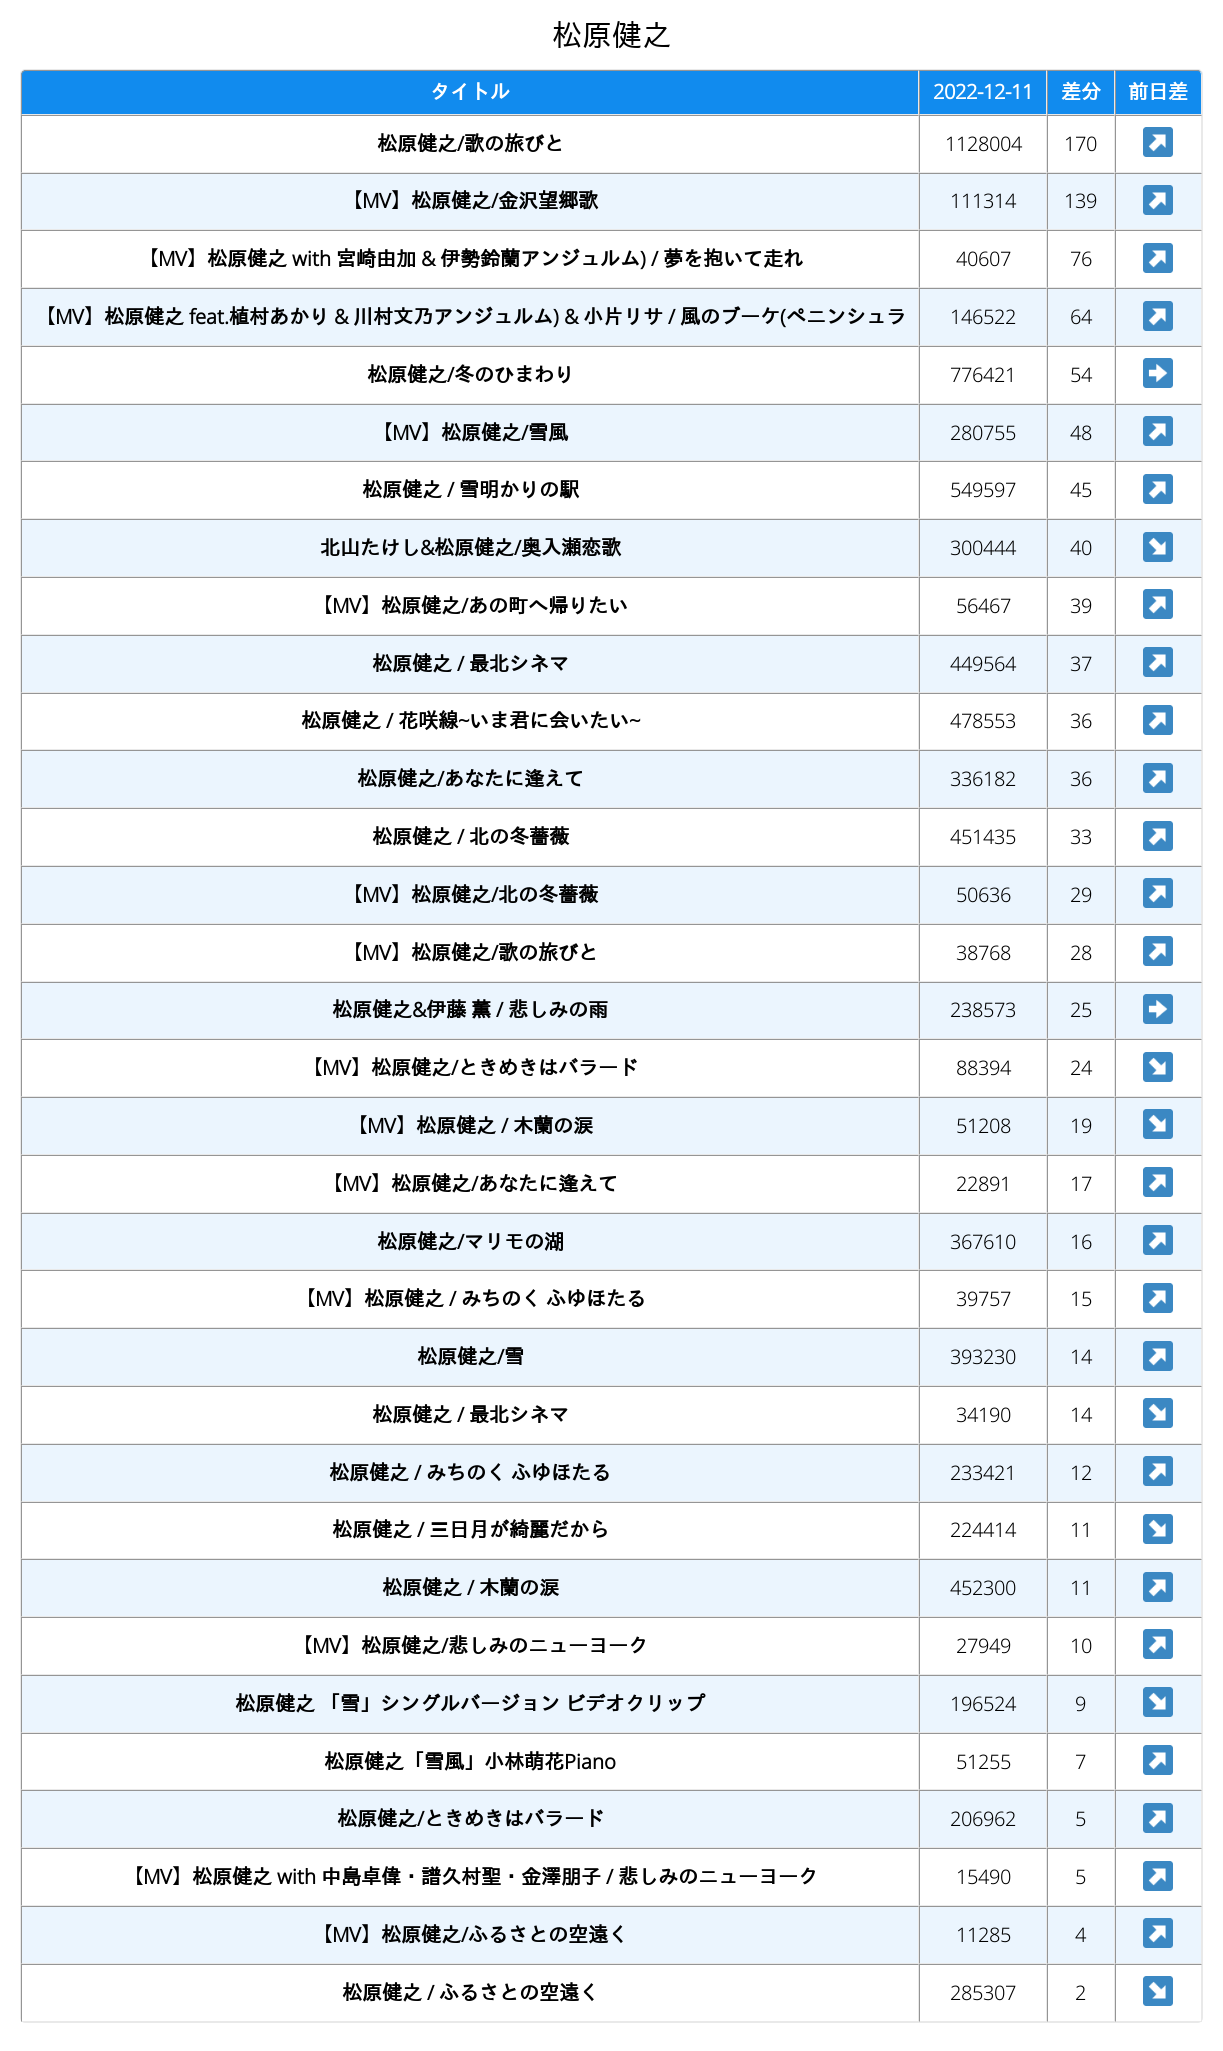 松原健之
タイトル 2022-12-11 差分 前日差
松原健之/歌の旅びと 1128004 170 ↗
【MV】松原健之/金沢望郷歌 111314 139 ↗
【MV】松原健之 with 宮崎由加 & 伊勢鈴蘭アンジュルム) / 夢を抱いて走れ 40607 76 ↗
【MV】松原健之 feat.植村あかり & 川村文乃アンジュルム) & 小片リサ / 風のブーケ(ペニンシュラ 146522 64 ↗
松原健之/冬のひまわり 776421 54 ➡
【MV】松原健之/雪風 280755 48 ↗
松原健之 / 雪明かりの駅 549597 45 ↗
北山たけし&松原健之/奥入瀬恋歌 300444 40 ↘
【MV】松原健之/あの町へ帰りたい 56467 39 ↗
松原健之 / 最北シネマ 449564 37 ↗
松原健之 / 花咲線~いま君に会いたい~ 478553 36 ↗
松原健之/あなたに逢えて 336182 36 ↗
松原健之 / 北の冬薔薇 451435 33 ↗
【MV】松原健之/北の冬薔薇 50636 29 ↗
【MV】松原健之/歌の旅びと 38768 28 ↗
松原健之&伊藤 薫 / 悲しみの雨 238573 25 ➡
【MV】松原健之/ときめきはバラード 88394 24 ↘
【MV】松原健之 / 木蘭の涙 51208 19 ↘
【MV】松原健之/あなたに逢えて 22891 17 ↗
松原健之/マリモの湖 367610 16 ↗
【MV】松原健之 / みちのく ふゆほたる 39757 15 ↗
松原健之/雪 393230 14 ↗
松原健之 / 最北シネマ 34190 14 ↘
松原健之 / みちのく ふゆほたる 233421 12 ↗
松原健之 / 三日月が綺麗だから 224414 11 ↘
松原健之 / 木蘭の涙 452300 11 ↗
【MV】松原健之/悲しみのニューヨーク 27949 10 ↗
松原健之 「雪」シングルバージョン ビデオクリップ 196524 9 ↘
松原健之「雪風」小林萌花Piano 51255 7 ↗
松原健之/ときめきはバラード 206962 5 ↗
【MV】松原健之 with 中島卓偉・譜久村聖・金澤朋子 / 悲しみのニューヨーク 15490 5 ↗
【MV】松原健之/ふるさとの空遠く 11285 4 ↗
松原健之 / ふるさとの空遠く 285307 2 ↘